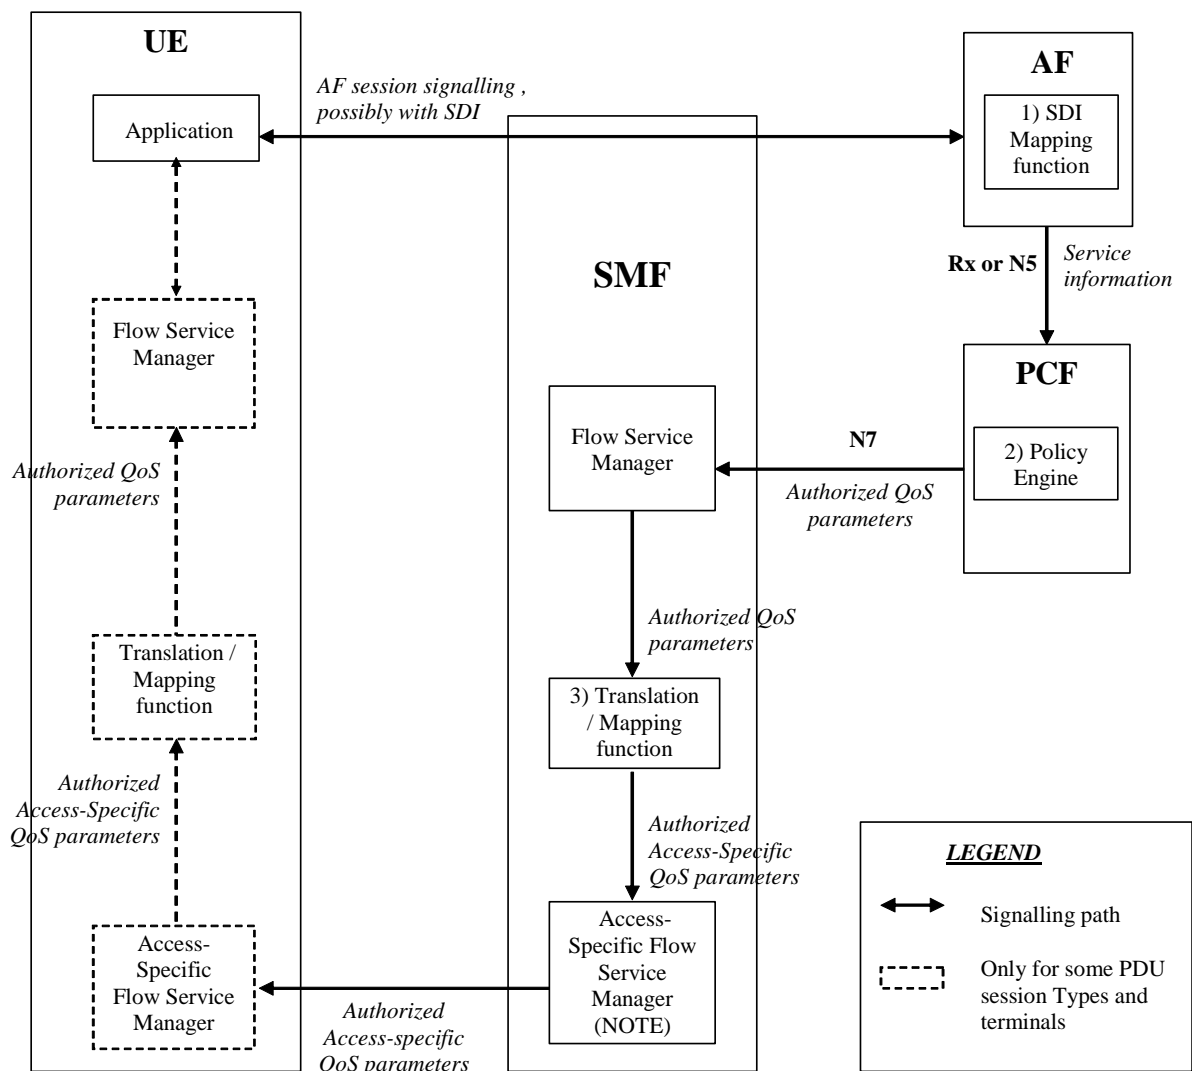 UE
AF session signalling ,
possibly with SDI
Application
AF
1) SDI
Mapping
function
Rx or N5
Service
information
SMF
Flow Service
Manager
PCF
2) Policy
Engine
N7
Authorized QoS
parameters
Flow Service
Manager
Authorized QoS
parameters
Authorized QoS
parameters
Translation /
Mapping
function
3) Translation
/ Mapping
function
Authorized
Access-Specific
QoS parameters
Authorized
Access-Specific
QoS parameters
Access-
Specific
Flow Service
Manager
Access-
Specific Flow
Service
Manager
(NOTE)
Authorized
Access-specific
QoS parameters
LEGEND
Signalling path
Only for some PDU
session Types and
terminals